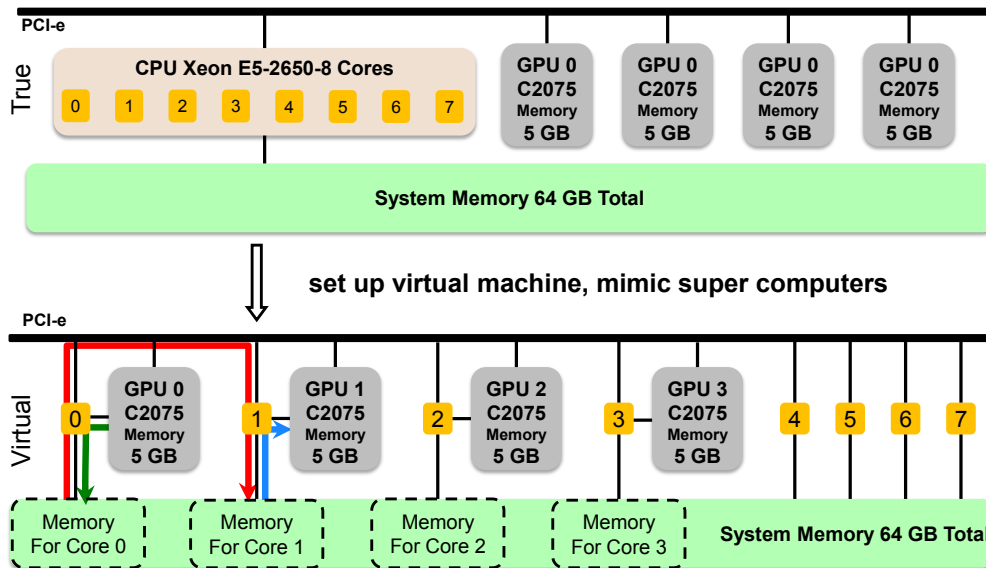 PCI-e
True
CPU Xeon E5-2650-8 Cores
0 1 2 3 4 5 6 7
GPU 0
C2075
Memory
5 GB
GPU 0
C2075
Memory
5 GB
GPU 0
C2075
Memory
5 GB
GPU 0
C2075
Memory
5 GB
System Memory 64 GB Total
set up virtual machine, mimic super computers
PCI-e
Virtual
0
GPU 0
C2075
Memory
5 GB
1
GPU 1
C2075
Memory
5 GB
2
GPU 2
C2075
Memory
5 GB
3
GPU 3
C2075
Memory
5 GB
4 5 6 7
Memory
For Core 0
Memory
For Core 1
Memory
For Core 2
Memory
For Core 3
System Memory 64 GB Total